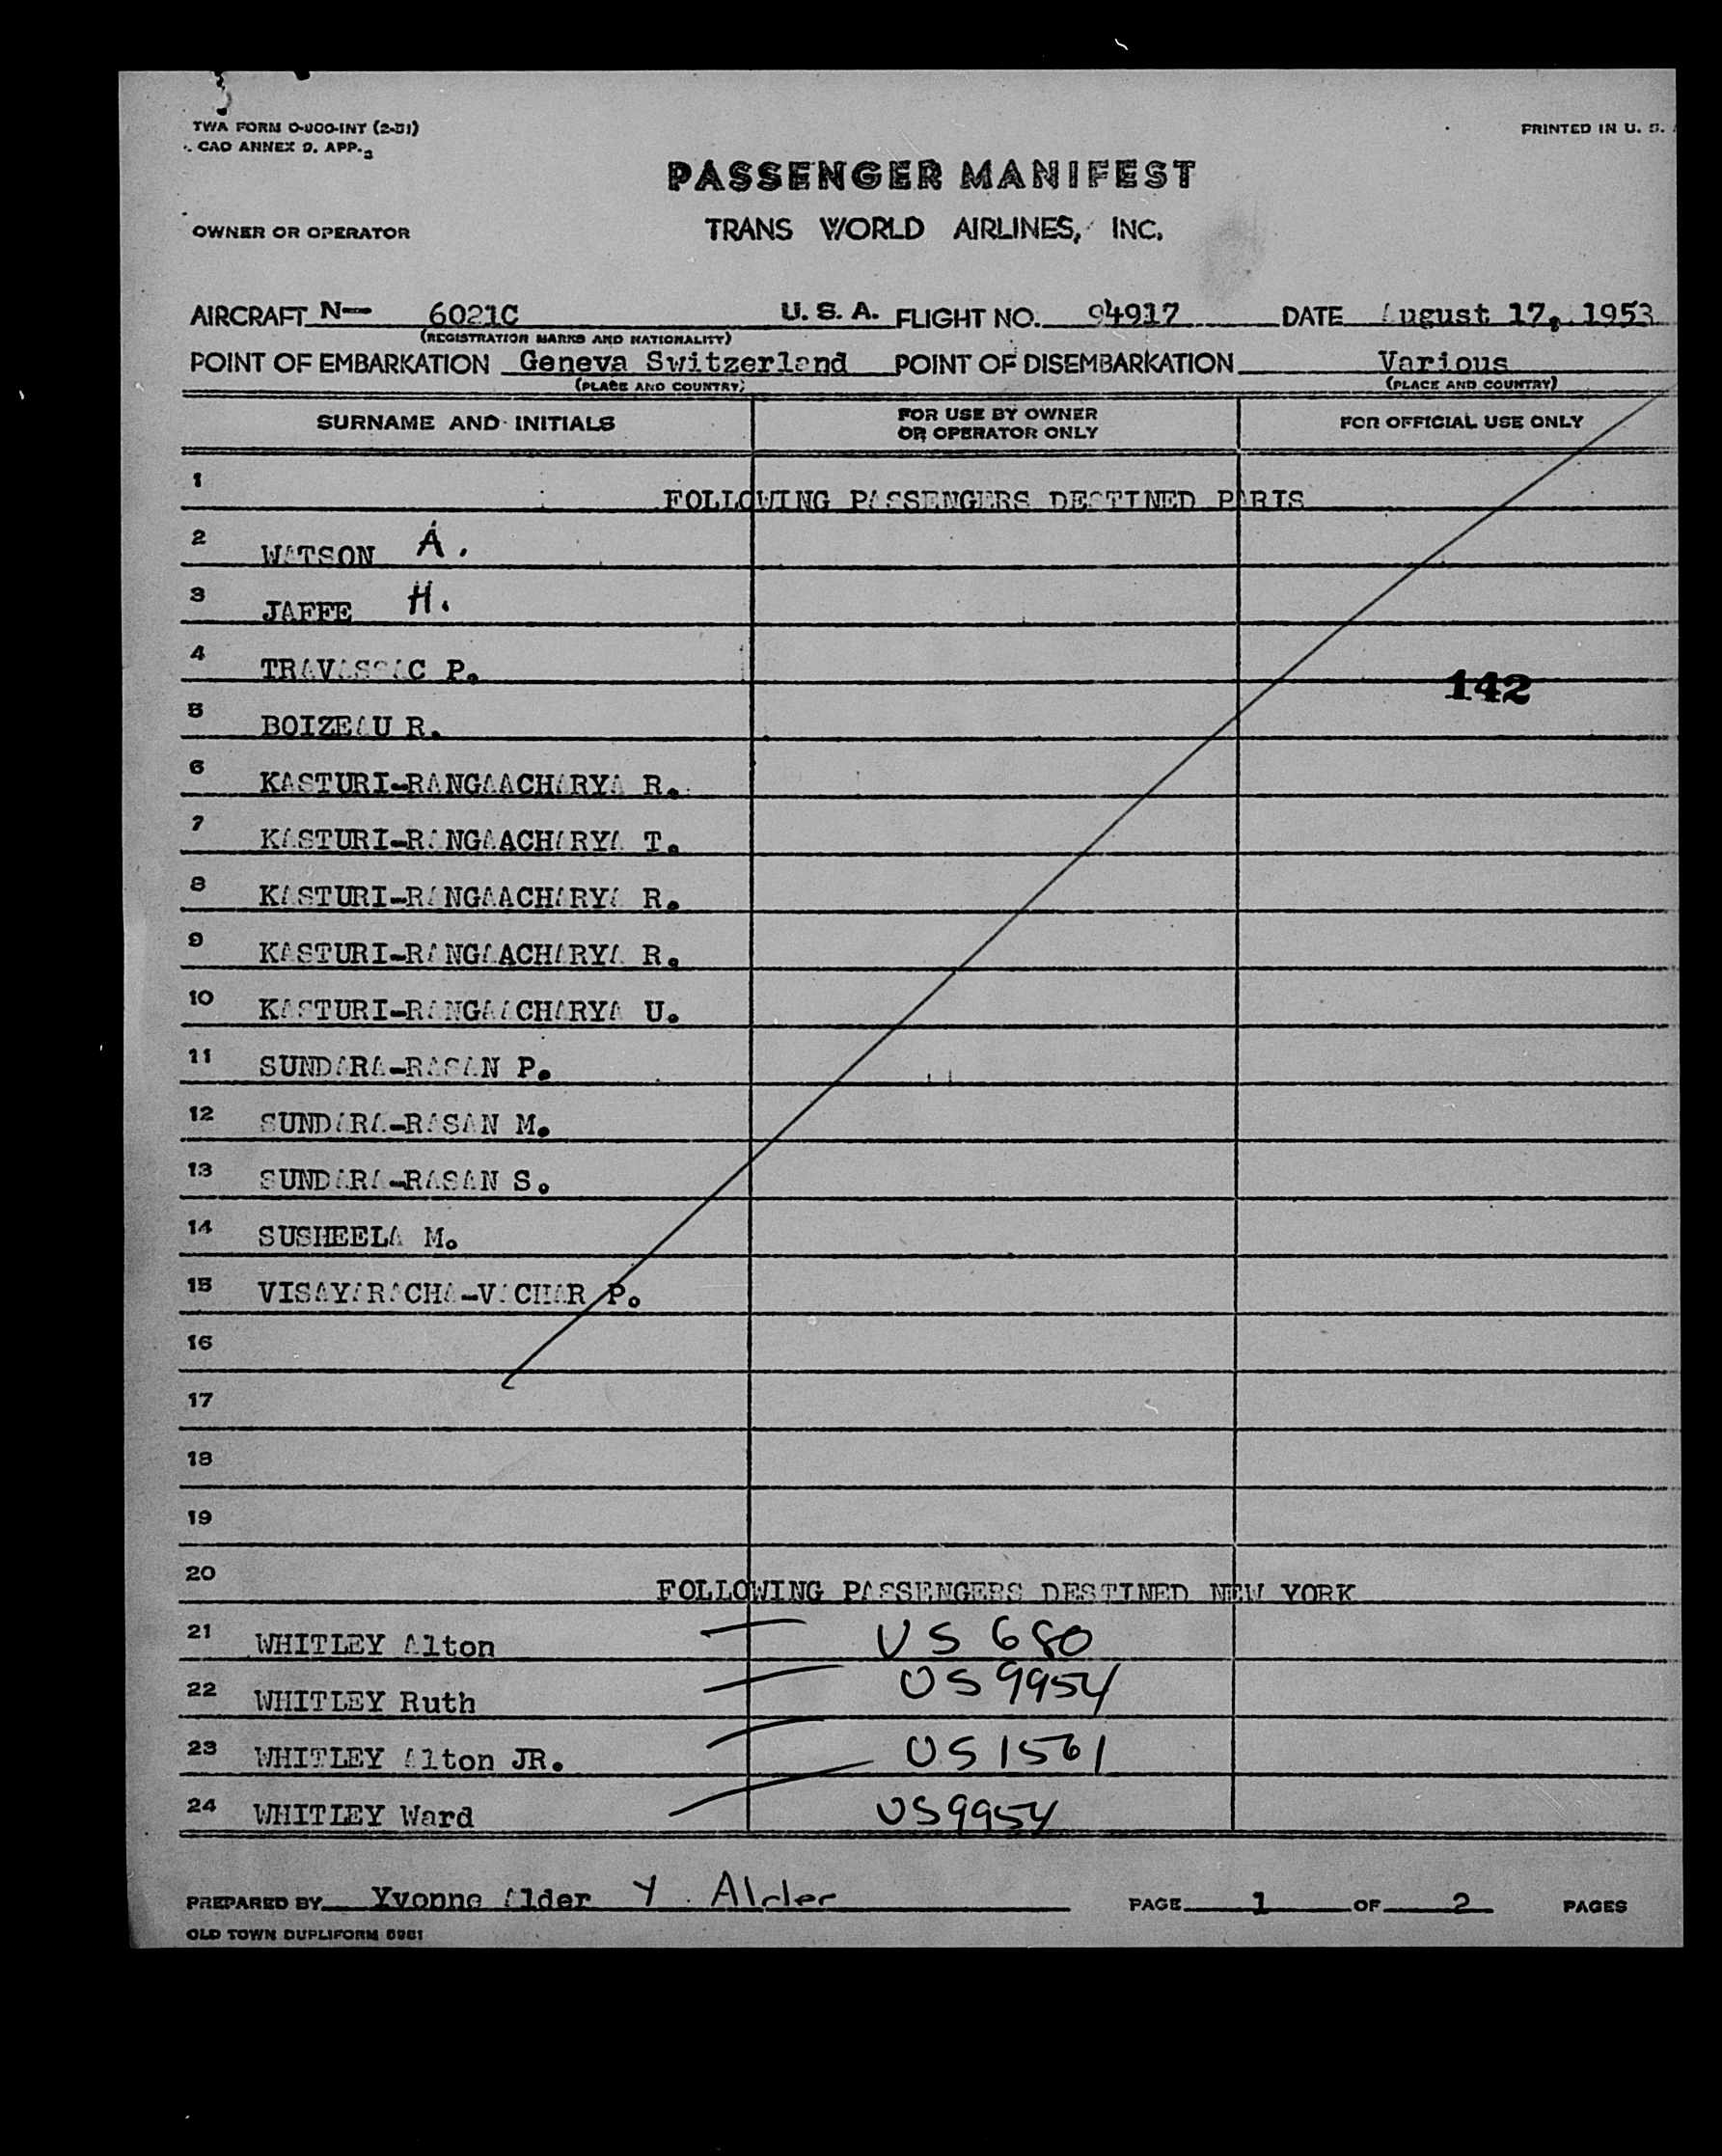 TWA FORM O-800-INT (2-51)
CAO ANNEX 9. APP. 3
PRINTED IN U. S.
PASSENGER MANIFEST
OWNER OR OPERATOR TRANS WORLD AIRLINES, INC.
AIRCRAFT N— 6021C U. S. A. FLIGHT NO. 94917 DATE August 17, 1953
(REGISTRATION MARKS AND NATIONALITY)
POINT OF EMBARKATION Geneva Switzerland POINT OF DISEMBARKATION Various
(PLACE AND COUNTRY) (PLACE AND COUNTRY)
SURNAME AND INITIALS FOR USE BY OWNER OR OPERATOR ONLY FOR OFFICIAL USE ONLY
1 FOLLOWING PASSENGERS DESTINED PARIS
2 WATSON A.
3 JAFFE H.
4 TRAVASSAC P.
142
5 BOIZEAU R.
6 KASTURI-RANGAACHARYA R.
7 KASTURI-RANGAACHARYA T.
8 KASTURI-RANGAACHARYA R.
9 KASTURI-RANGAACHARYA R.
10 KASTURI-RANGAACHARYA U.
11 SUNDARA-RASAN P.
12 SUNDARA-RASAN M.
13 SUNDARA-RASAN S.
14 SUSHEELA M.
15 VISAYARACHA-VACHAR P.
16
17
18
19
20 FOLLOWING PASSENGERS DESTINED NEW YORK
21 WHITLEY Alton US 680
22 WHITLEY Ruth US 9954
23 WHITLEY Alton JR. US 1561
24 WHITLEY Ward US 9954
PREPARED BY Yvonne Alder Y. Alder PAGE 1 OF 2 PAGES
OLD TOWN DUPLIFORM